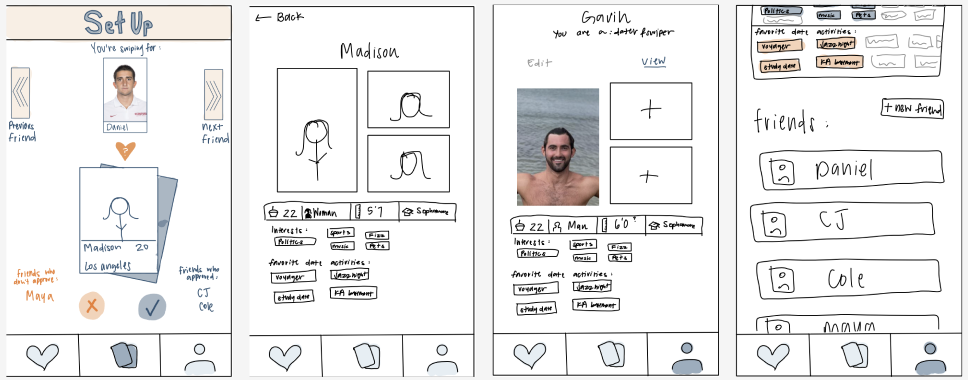 Set Up
You're swiping for:
Daniel
Previous
Friend
Next
Friend
?
Madison 20
Los angeles
friends who
don't approve:
Maya
friends who
approved:
CJ
Cole
← Back
Madison
22 Woman 5'7 Sophomore
Interests:
Politics sports Fizz
music Pets
favorite date activities:
voyager Jazz night
study date KA basement
Gavin
You are a: dater & swiper
Edit View
22 Man 6'0" Sophomore
Interests:
Politics sports Fizz
music Pets
favorite date activities:
voyager Jazz night
study date KA basement
Politics
music Pets
favorite date activities:
voyager Jazz night
study date KA basement
+ new friend
friends:
Daniel
CJ
Cole
maya